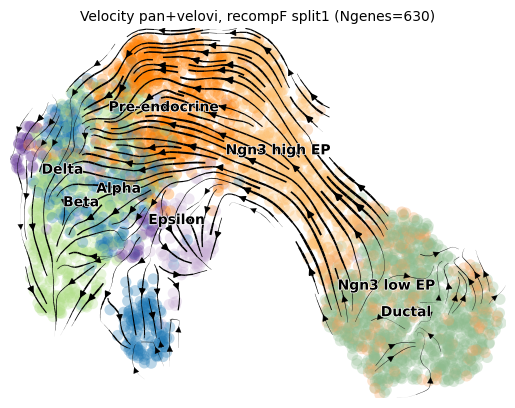 Velocity pan+velovi, recompF split1 (Ngenes=630)
Pre-endocrine
Ngn3 high EP
Delta
Alpha
Beta
Epsilon
Ngn3 low EP
Ductal